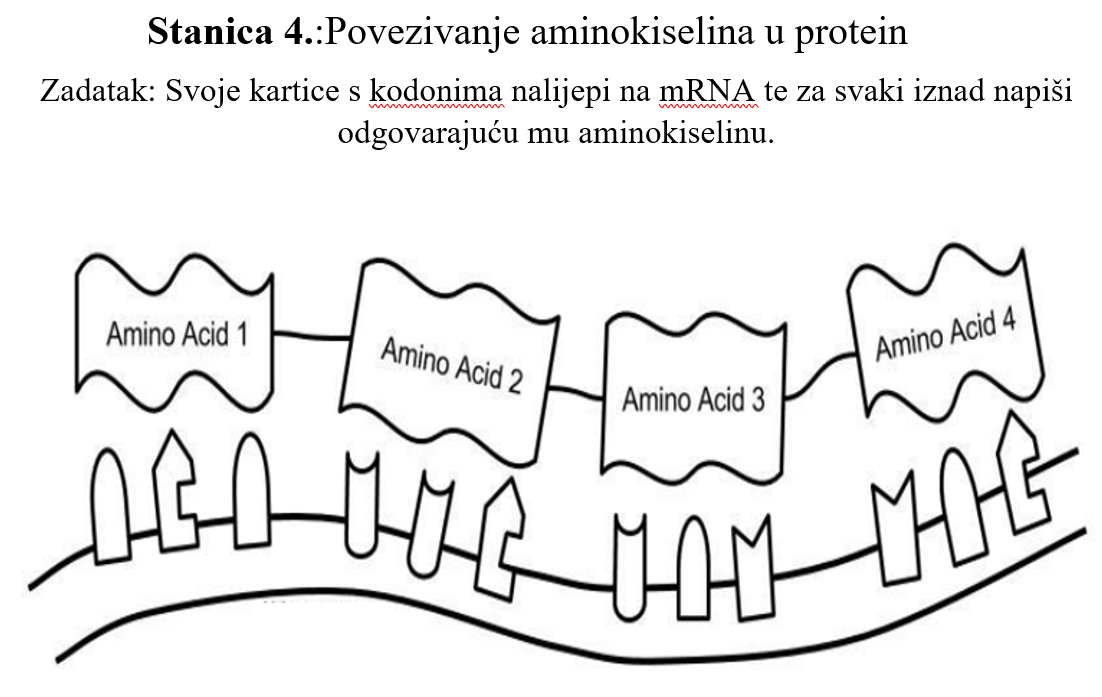 Stanica 4.:Povezivanje aminokiselina u protein
Zadatak: Svoje kartice s kodonima nalijepi na mRNA te za svaki iznad napiši
odgovarajuću mu aminokiselinu.
Amino Acid 1
Amino Acid 2
Amino Acid 3
Amino Acid 4